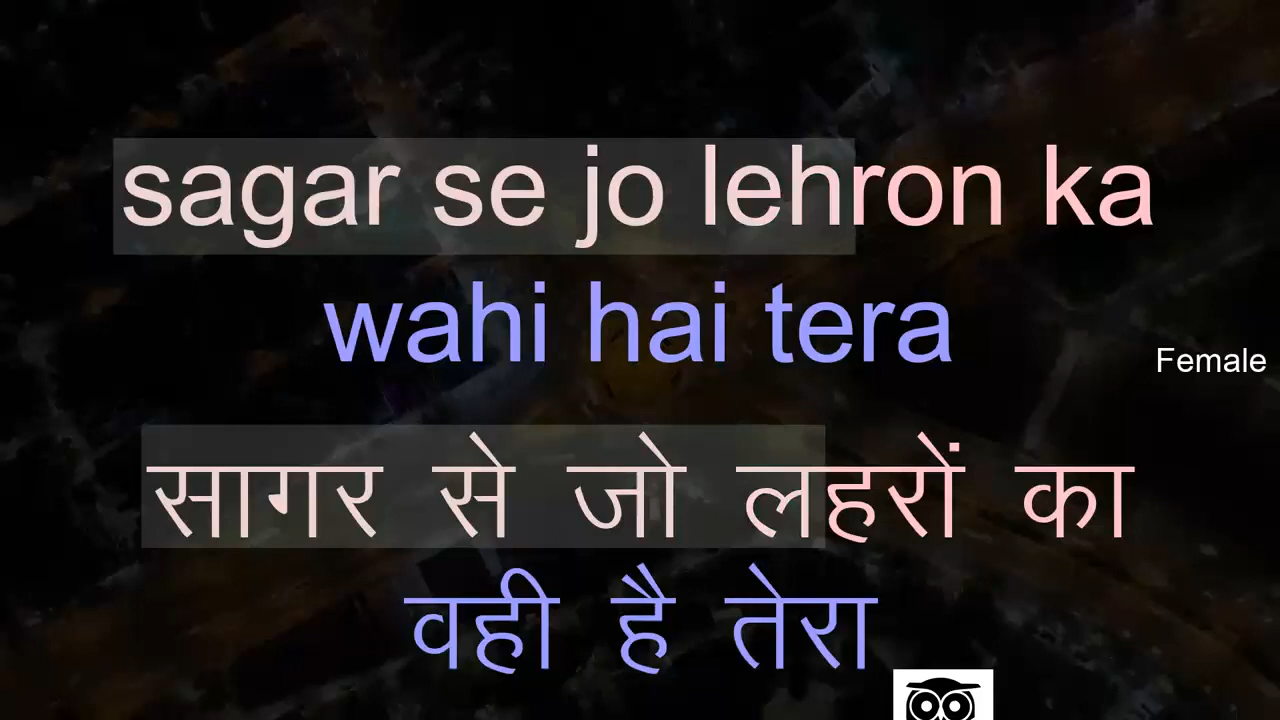 sagar se jo lehron ka
wahi hai tera
Female
सागर से जो लहरों का
वही है तेरा